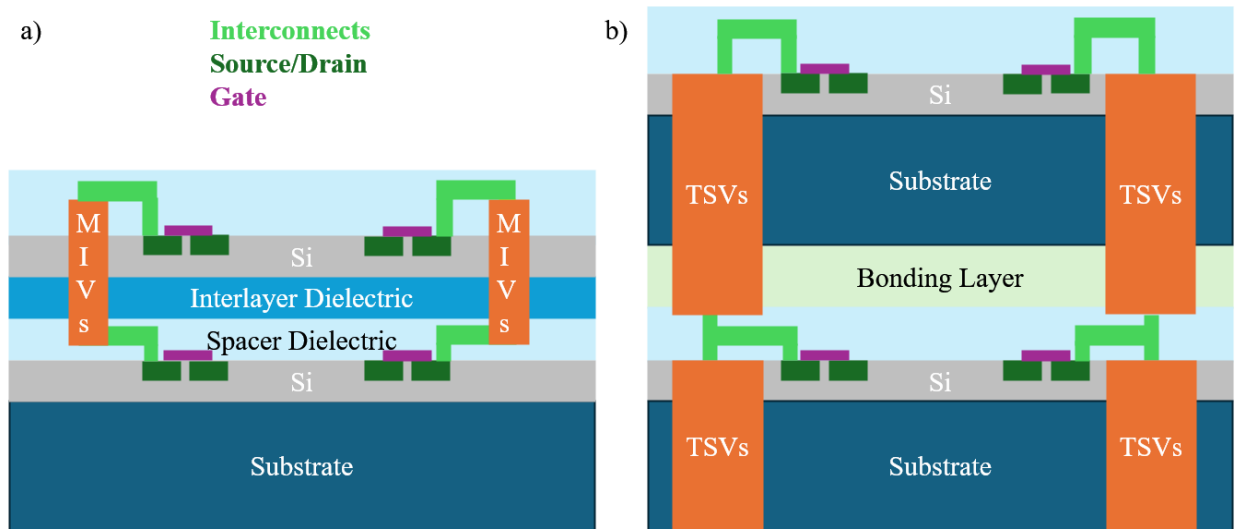 a)
Interconnects
Source/Drain
Gate
M
I
V
s
M
I
V
s
Si
Interlayer Dielectric
Spacer Dielectric
Si
Substrate
b)
Si
TSVs
Substrate
TSVs
Bonding Layer
Si
TSVs
Substrate
TSVs